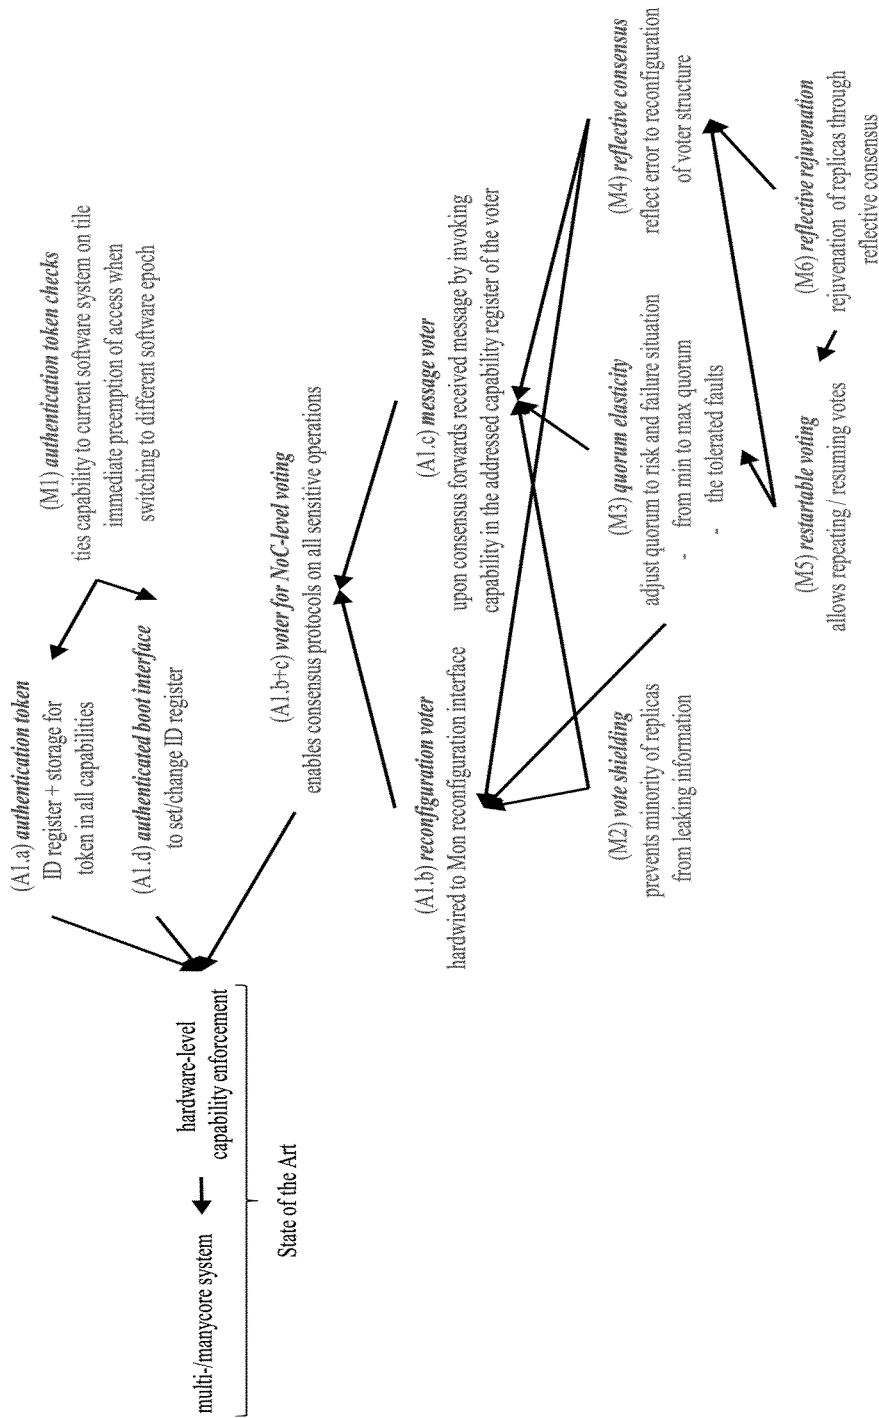 (A1.a) authentication token
ID register + storage for
token in all capabilities
(A1.d) authenticated boot interface
to set/change ID register
(M1) authentication token checks
ties capability to current software system on tile
immediate preemption of access when
switching to different software epoch
multi-/manycore system
hardware-level
capability enforcement
State of the Art
(A1.b+c) voter for NoC-level voting
enables consensus protocols on all sensitive operations
(A1.b) reconfiguration voter
hardwired to Mon reconfiguration interface
(A1.c) message voter
upon consensus forwards received message by invoking
capability in the addressed capability register of the voter
(M2) vote shielding
prevents minority of replicas
from leaking information
(M3) quorum elasticity
adjust quorum to risk and failure situation
- from min to max quorum
- the tolerated faults
(M4) reflective consensus
reflect error to reconfiguration
of voter structure
(M5) restartable voting
allows repeating / resuming votes
(M6) reflective rejuvenation
rejuvenation of replicas through
reflective consensus